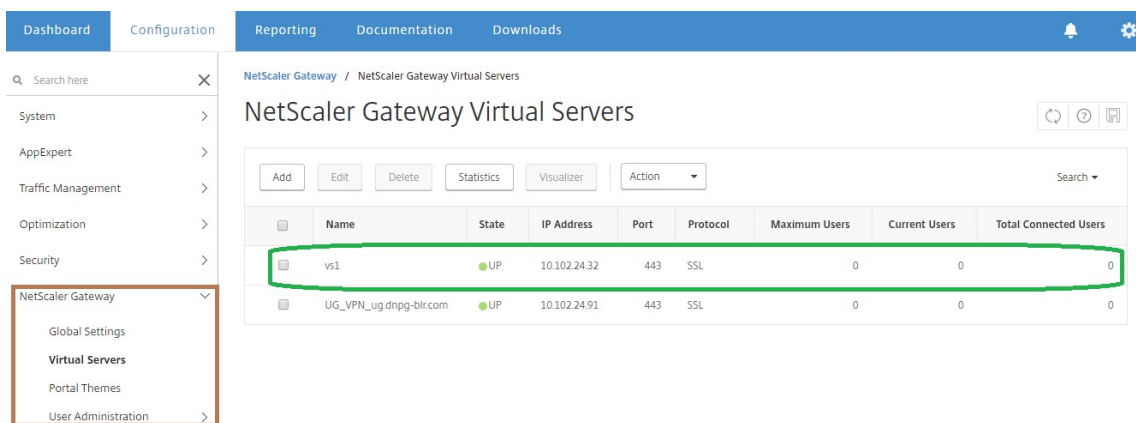 Dashboard Configuration Reporting Documentation Downloads
Search here
System
AppExpert
Traffic Management
Optimization
Security
NetScaler Gateway
Global Settings
Virtual Servers
Portal Themes
User Administration
NetScaler Gateway / NetScaler Gateway Virtual Servers
NetScaler Gateway Virtual Servers
Add Edit Delete Statistics Visualizer Action Search
Name State IP Address Port Protocol Maximum Users Current Users Total Connected Users
vs1 UP 10.102.24.32 443 SSL 0 0 0
UG_VPN_ug.dnpg-blr.com UP 10.102.24.91 443 SSL 0 0 0